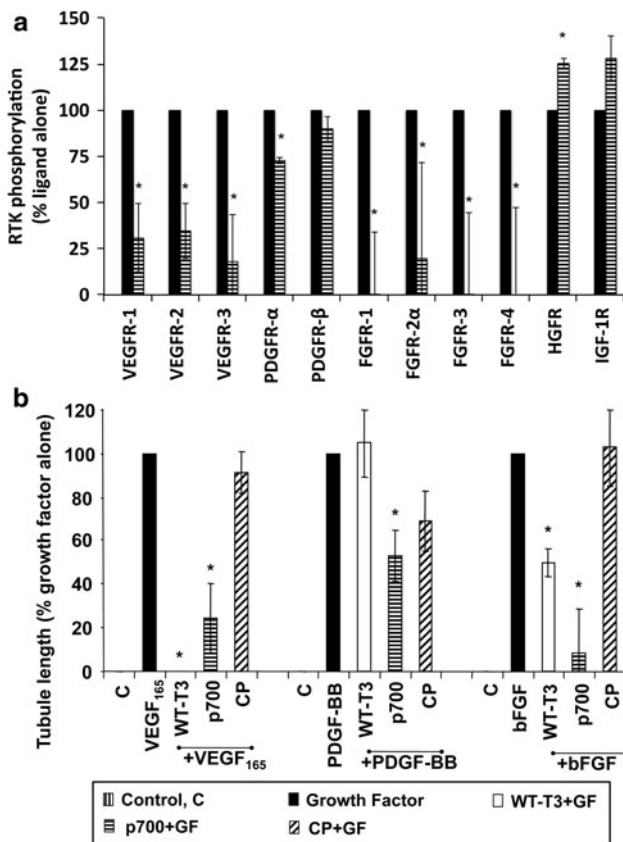 a
RTK phosphorylation
(% ligand alone)
150
125
100
75
50
25
0
* * * * * * * * *
VEGFR-1
VEGFR-2
VEGFR-3
PDGFR-α
PDGFR-β
FGFR-1
FGFR-2α
FGFR-3
FGFR-4
HGFR
IGF-1R
b
Tubule length (% growth factor alone)
120
100
80
60
40
20
0
* * * * *
C
VEGF₁₆₅
WT-T3
p700
CP
+VEGF₁₆₅
C
PDGF-BB
WT-T3
p700
CP
+PDGF-BB
C
bFGF
WT-T3
p700
CP
+bFGF
Control, C
Growth Factor
WT-T3+GF
p700+GF
CP+GF